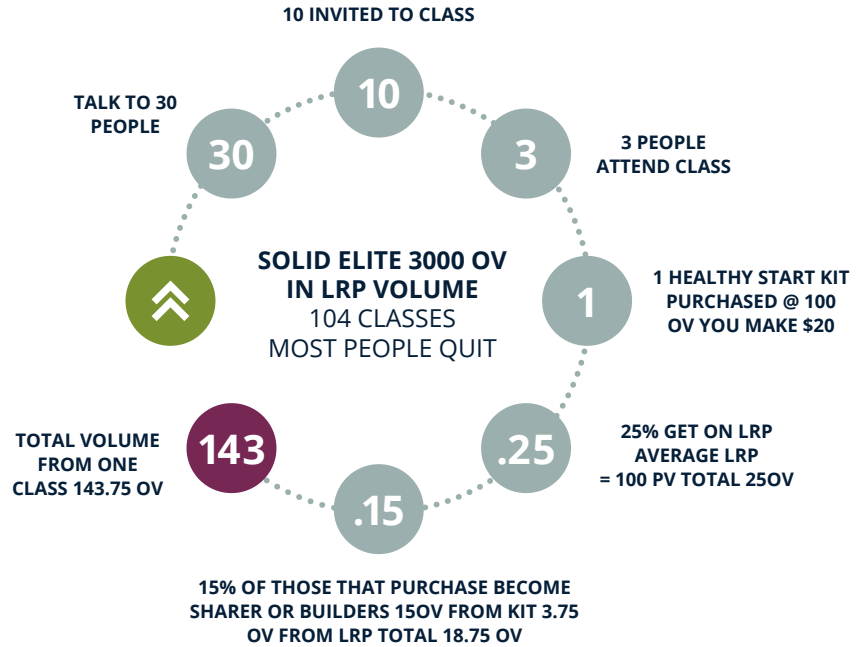 10 INVITED TO CLASS
10
TALK TO 30
PEOPLE
30
3
3 PEOPLE
ATTEND CLASS
SOLID ELITE 3000 OV
IN LRP VOLUME
104 CLASSES
MOST PEOPLE QUIT
1
1 HEALTHY START KIT
PURCHASED @ 100
OV YOU MAKE $20
.25
25% GET ON LRP
AVERAGE LRP
= 100 PV TOTAL 25OV
.15
15% OF THOSE THAT PURCHASE BECOME
SHARER OR BUILDERS 15OV FROM KIT 3.75
OV FROM LRP TOTAL 18.75 OV
143
TOTAL VOLUME
FROM ONE
CLASS 143.75 OV